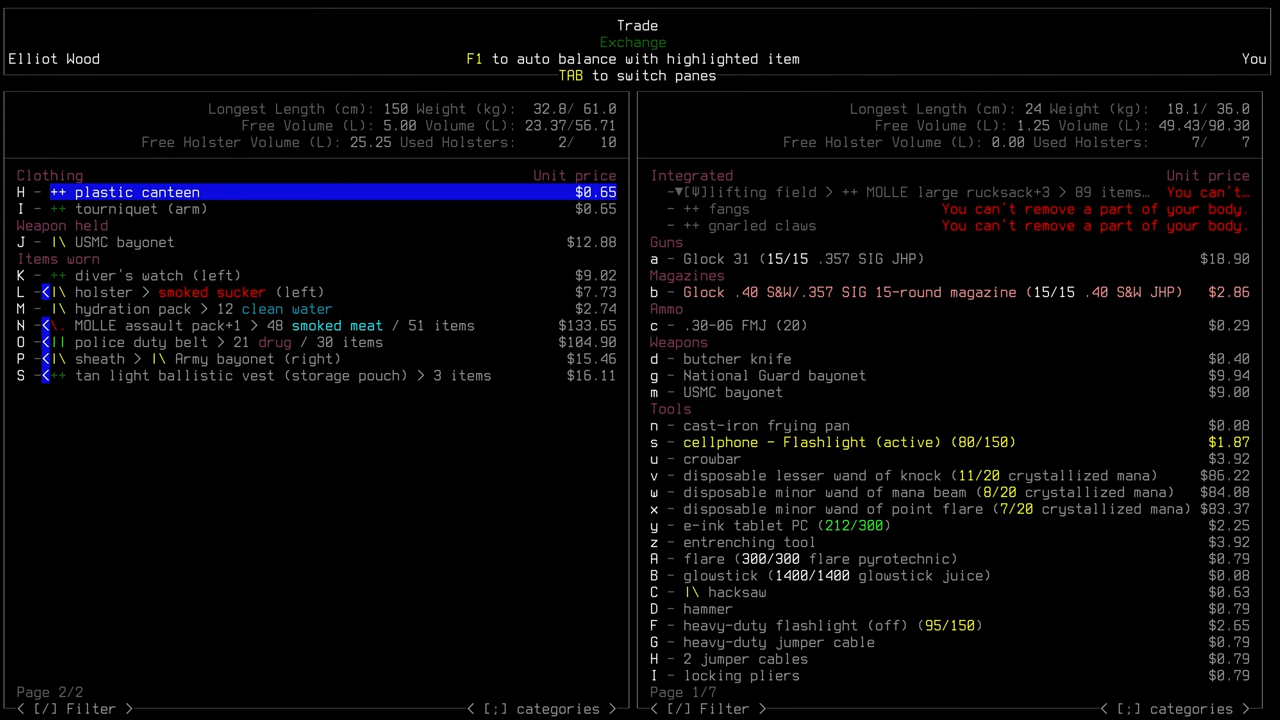 Trade
Exchange
Elliot Wood F1 to auto balance with highlighted item You
TAB to switch panes
Longest Length (cm): 150 Weight (kg): 32.8/ 61.0
Free Volume (L): 5.00 Volume (L): 23.37/56.71
Free Holster Volume (L): 25.25 Used Holsters: 2/ 10
Clothing Unit price
H - ++ plastic canteen $0.65
I - ++ tourniquet (arm) $0.65
Weapon held
J - |\ USMC bayonet $12.88
Items worn
K - ++ diver's watch (left) $9.02
L -<|\ holster > smoked sucker (left) $7.73
M - |\ hydration pack > 12 clean water $2.74
N -<\. MOLLE assault pack+1 > 48 smoked meat / 51 items $133.65
O -<|| police duty belt > 21 drug / 30 items $104.90
P -<|\ sheath > |\ Army bayonet (right) $15.46
S -<++ tan light ballistic vest (storage pouch) > 3 items $16.11
Page 2/2
< [/] Filter > < [;] categories >
Longest Length (cm): 24 Weight (kg): 18.1/ 36.0
Free Volume (L): 1.25 Volume (L): 49.43/90.30
Free Holster Volume (L): 0.00 Used Holsters: 7/ 7
Integrated Unit price
-▼[Ψ]lifting field > ++ MOLLE large rucksack+3 > 89 items… You can't…
- ++ fangs You can't remove a part of your body.
- ++ gnarled claws You can't remove a part of your body.
Guns
a - Glock 31 (15/15 .357 SIG JHP) $18.90
Magazines
b - Glock .40 S&W/.357 SIG 15-round magazine (15/15 .40 S&W JHP) $2.86
Ammo
c - .30-06 FMJ (20) $0.29
Weapons
d - butcher knife $0.40
g - National Guard bayonet $9.94
m - USMC bayonet $9.00
Tools
n - cast-iron frying pan $0.08
s - cellphone - Flashlight (active) (80/150) $1.87
u - crowbar $3.92
v - disposable lesser wand of knock (11/20 crystallized mana) $86.22
w - disposable minor wand of mana beam (8/20 crystallized mana) $84.08
x - disposable minor wand of point flare (7/20 crystallized mana) $83.37
y - e-ink tablet PC (212/300) $2.25
z - entrenching tool $3.92
A - flare (300/300 flare pyrotechnic) $0.79
B - glowstick (1400/1400 glowstick juice) $0.08
C - |\ hacksaw $0.63
D - hammer $0.79
F - heavy-duty flashlight (off) (95/150) $2.65
G - heavy-duty jumper cable $0.79
H - 2 jumper cables $0.79
I - locking pliers $0.79
Page 1/7
< [/] Filter > < [;] categories >